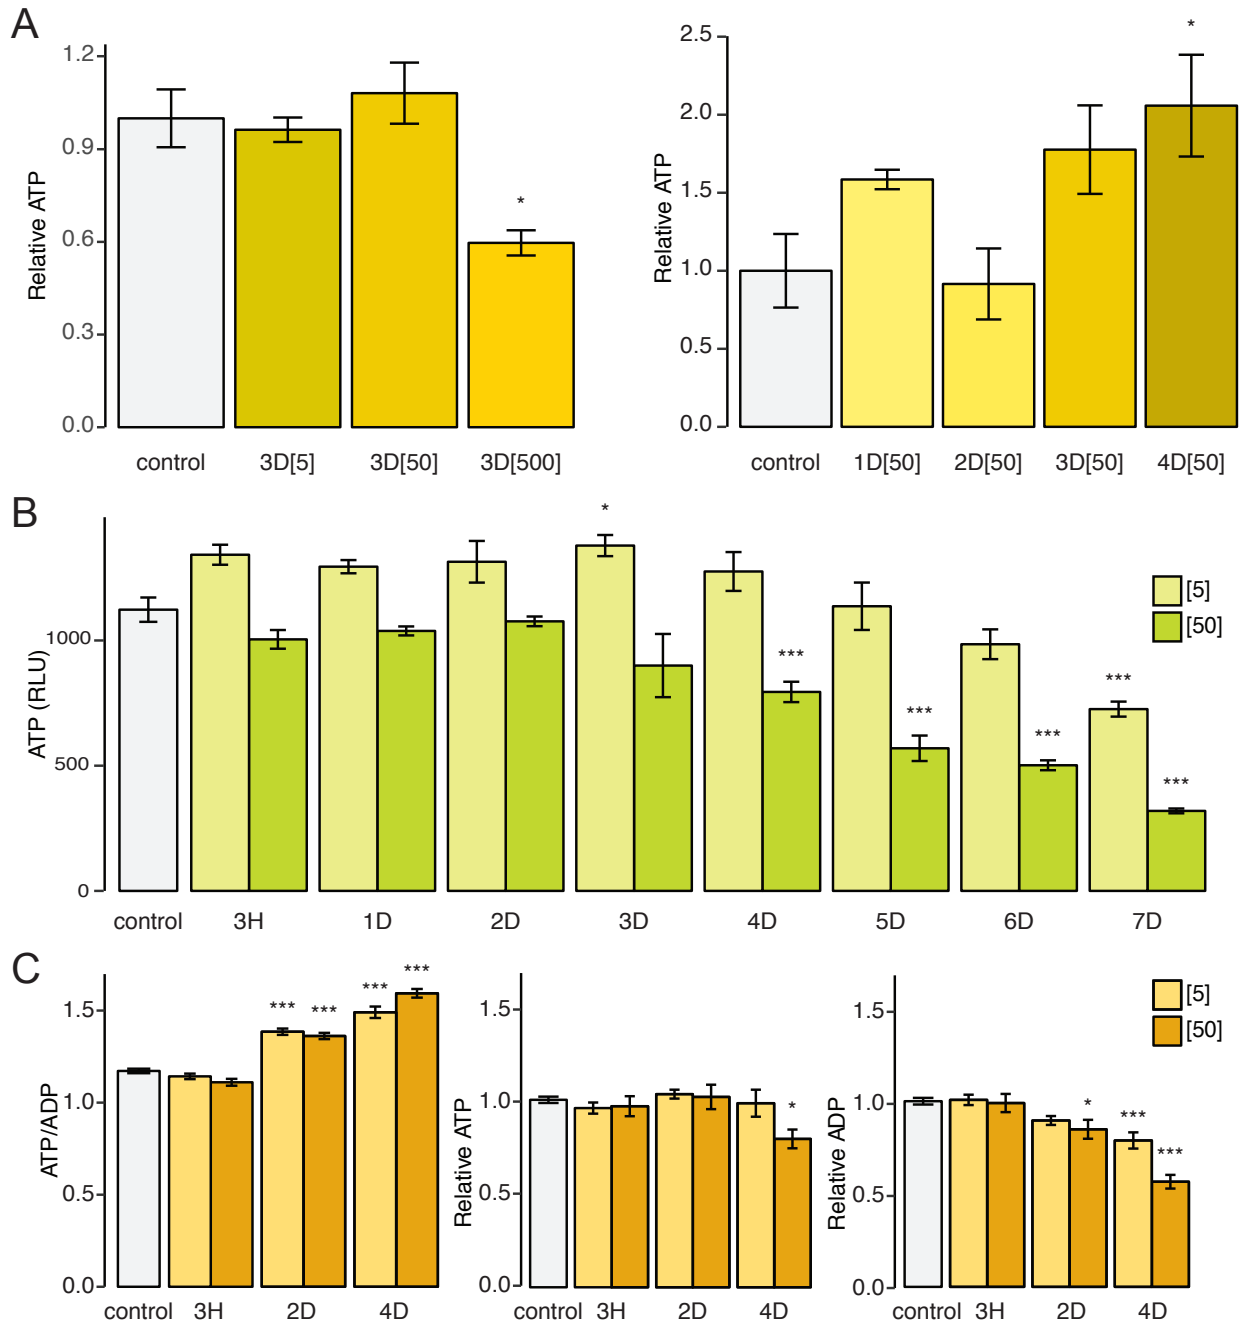 A
1.2
0.9
0.6
0.3
0.0
Relative ATP
*
control 3D[5] 3D[50] 3D[500]
2.5
2.0
1.5
1.0
0.5
0.0
Relative ATP
*
control 1D[50] 2D[50] 3D[50] 4D[50]
B
1000
500
0
ATP (RLU)
*
***
***
***
***
***
[5]
[50]
control 3H 1D 2D 3D 4D 5D 6D 7D
C
1.5
1.0
0.5
0.0
ATP/ADP
*** *** *** ***
control 3H 2D 4D
1.5
1.0
0.5
0.0
Relative ATP
*
control 3H 2D 4D
1.5
1.0
0.5
0.0
Relative ADP
* *** ***
[5]
[50]
control 3H 2D 4D